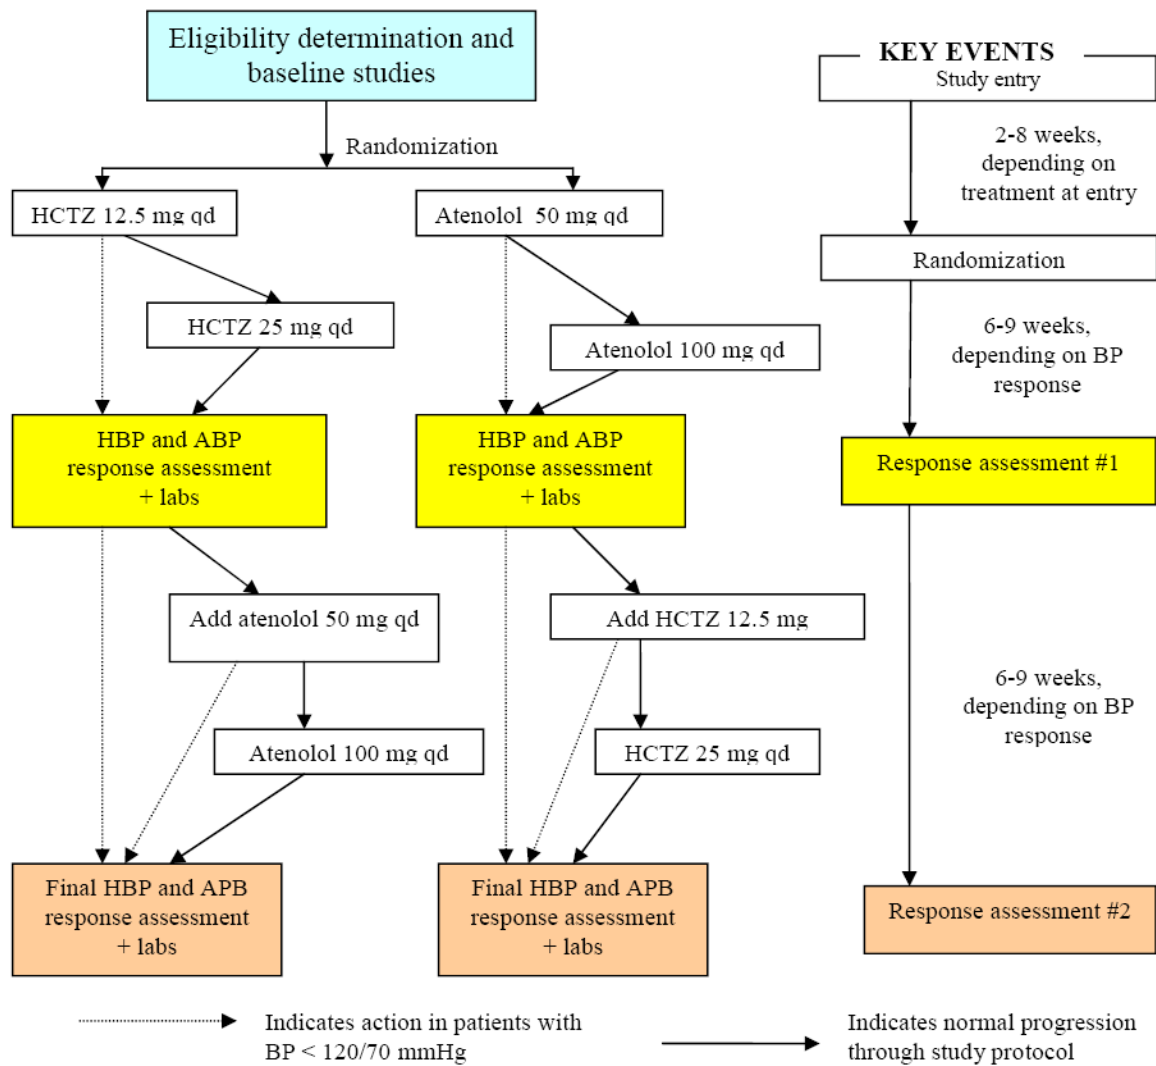 Eligibility determination and
baseline studies
Randomization
HCTZ 12.5 mg qd
Atenolol 50 mg qd
HCTZ 25 mg qd
Atenolol 100 mg qd
HBP and ABP
response assessment
+ labs
HBP and ABP
response assessment
+ labs
Add atenolol 50 mg qd
Add HCTZ 12.5 mg
Atenolol 100 mg qd
HCTZ 25 mg qd
Final HBP and APB
response assessment
+ labs
Final HBP and APB
response assessment
+ labs
KEY EVENTS
Study entry
2-8 weeks,
depending on
treatment at entry
Randomization
6-9 weeks,
depending on BP
response
Response assessment #1
6-9 weeks,
depending on BP
response
Response assessment #2
Indicates action in patients with
BP < 120/70 mmHg
Indicates normal progression
through study protocol